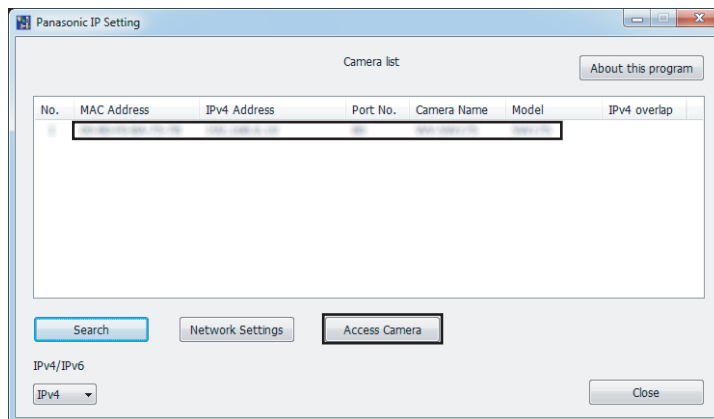 Panasonic IP Setting
Camera list
About this program
No. MAC Address IPv4 Address Port No. Camera Name Model IPv4 overlap
Search Network Settings Access Camera
IPv4/IPv6
IPv4
Close